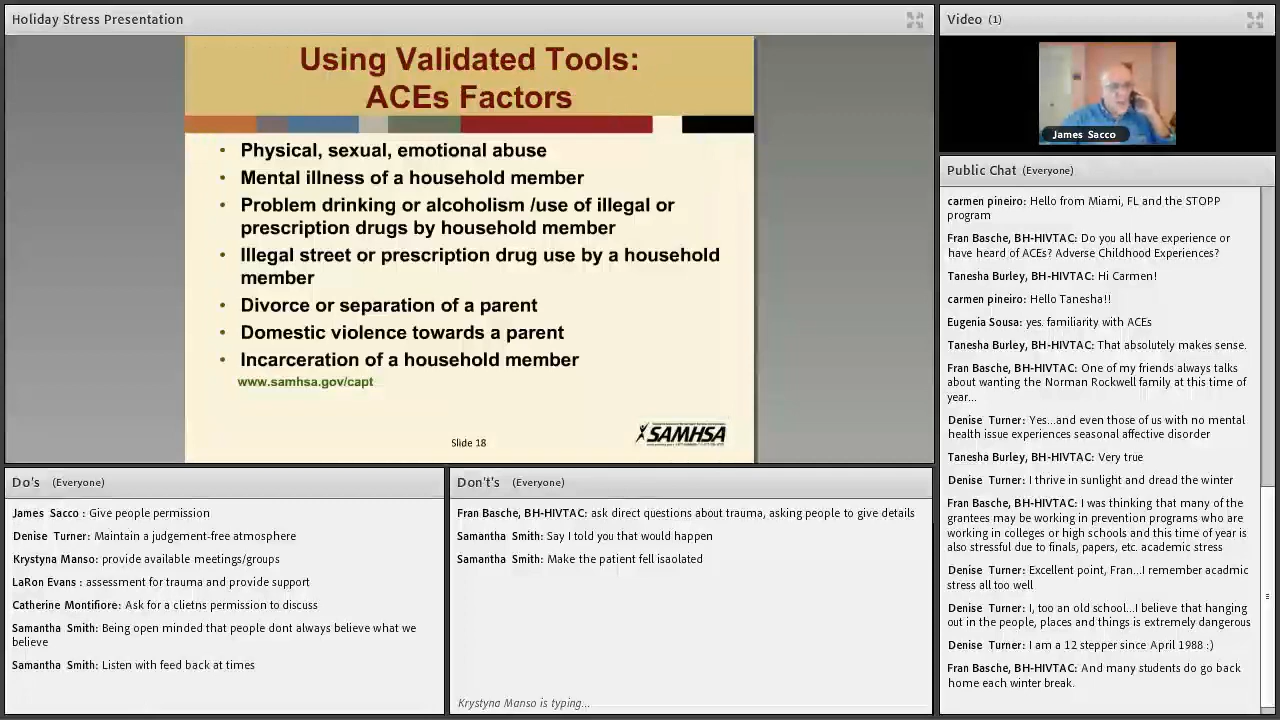 Holiday Stress Presentation
Using Validated Tools:
ACEs Factors
• Physical, sexual, emotional abuse
• Mental illness of a household member
• Problem drinking or alcoholism /use of illegal or
prescription drugs by household member
• Illegal street or prescription drug use by a household
member
• Divorce or separation of a parent
• Domestic violence towards a parent
• Incarceration of a household member
www.samhsa.gov/capt
Slide 18
SAMHSA
Video (1)
James Sacco
Public Chat (Everyone)
carmen pineiro: Hello from Miami, FL and the STOPP
program
Fran Basche, BH-HIVTAC: Do you all have experience or
have heard of ACEs? Adverse Childhood Experiences?
Tanesha Burley, BH-HIVTAC: Hi Carmen!
carmen pineiro: Hello Tanesha!!
Eugenia Sousa: yes. familiarity with ACEs
Tanesha Burley, BH-HIVTAC: That absolutely makes sense.
Fran Basche, BH-HIVTAC: One of my friends always talks
about wanting the Norman Rockwell family at this time of
year...
Denise Turner: Yes...and even those of us with no mental
health issue experiences seasonal affective disorder
Tanesha Burley, BH-HIVTAC: Very true
Denise Turner: I thrive in sunlight and dread the winter
Fran Basche, BH-HIVTAC: I was thinking that many of the
grantees may be working in prevention programs who are
working in colleges or high schools and this time of year is
also stressful due to finals, papers, etc. academic stress
Denise Turner: Excellent point, Fran...I remember acadmic
stress all too well
Denise Turner: I, too an old school...I believe that hanging
out in the people, places and things is extremely dangerous
Denise Turner: I am a 12 stepper since April 1988 :)
Fran Basche, BH-HIVTAC: And many students do go back
home each winter break.
Do's (Everyone)
James Sacco : Give people permission
Denise Turner: Maintain a judgement-free atmosphere
Krystyna Manso: provide available meetings/groups
LaRon Evans : assessment for trauma and provide support
Catherine Montifiore: Ask for a clietns permission to discuss
Samantha Smith: Being open minded that people dont always believe what we
believe
Samantha Smith: Listen with feed back at times
Don't's (Everyone)
Fran Basche, BH-HIVTAC: ask direct questions about trauma, asking people to give details
Samantha Smith: Say I told you that would happen
Samantha Smith: Make the patient fell isaolated
Krystyna Manso is typing...